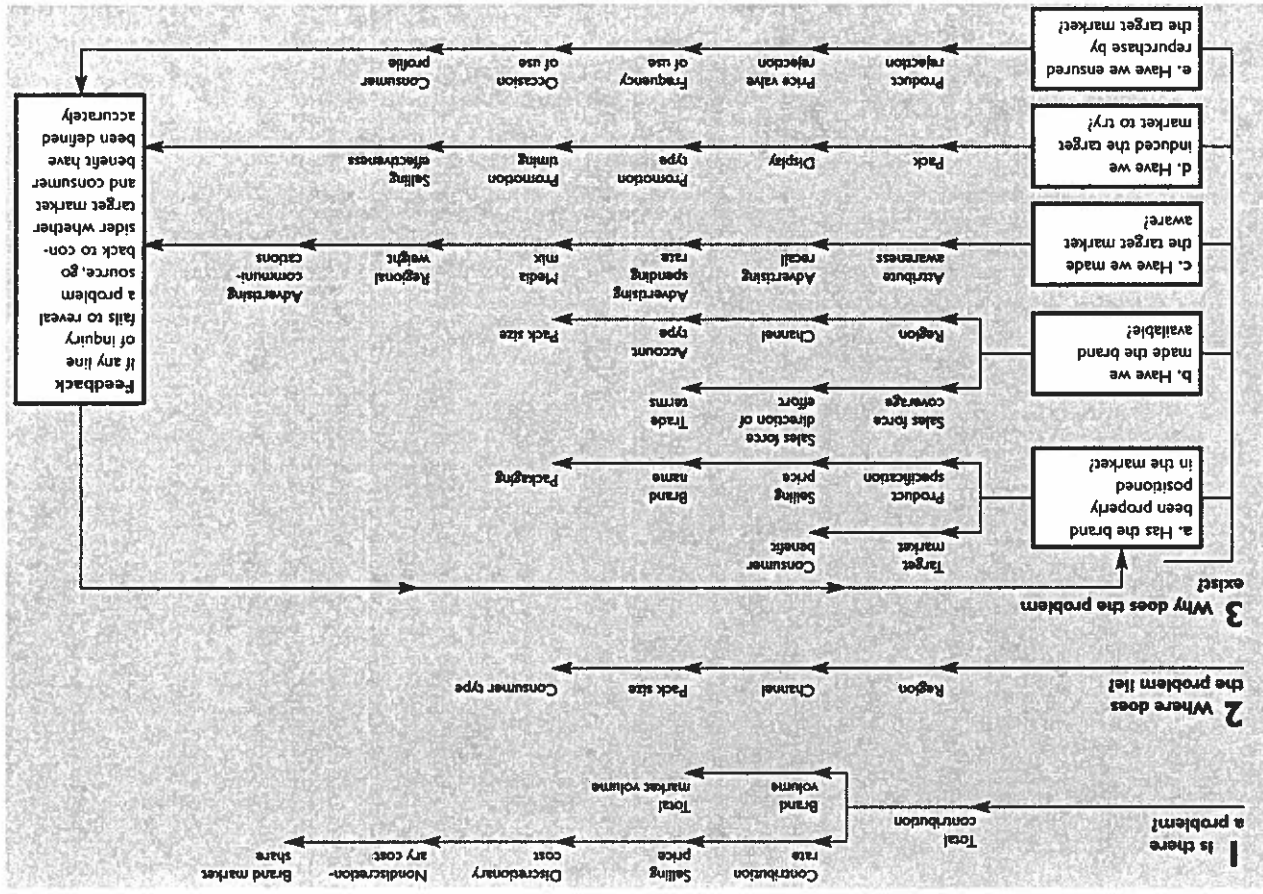 1 Is there
a problem?
Total
contribution
Contribution
rate
Selling
price
Discretionary
cost
Nondiscretion-
ary cost
Brand market
share
Brand
volume
Total
market volume
2 Where does
the problem lie?
Region
Channel
Pack size
Consumer type
3 Why does the problem
exist?
a. Has the brand
been properly
positioned
in the market?
Target
market
Consumer
benefit
Product
specification
Selling
price
Brand
name
Packaging
b. Have we
made the brand
available?
Sales force
coverage
Sales force
direction of
effort
Trade
terms
Region
Channel
Account
type
Pack size
c. Have we made
the target market
aware?
Attribute
awareness
Advertising
recall
Advertising
spending
rate
Media
mix
Regional
weight
Advertising
communi-
cations
d. Have we
induced the target
market to try?
Pack
Display
Promotion
type
Promotion
timing
Selling
effectiveness
e. Have we ensured
repurchase by
the target market?
Product
rejection
Price valve
rejection
Frequency
of use
Occasion
of use
Consumer
profile
Feedback
If any line
of inquiry
fails to reveal
a problem
source, go
back to con-
sider whether
target market
and consumer
benefit have
been defined
accurately